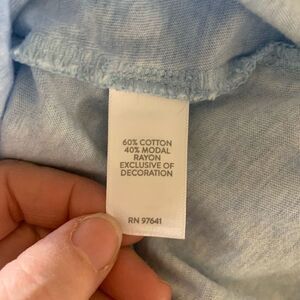 60% COTTON
40% MODAL
RAYON
EXCLUSIVE OF
DECORATION
RN 97641